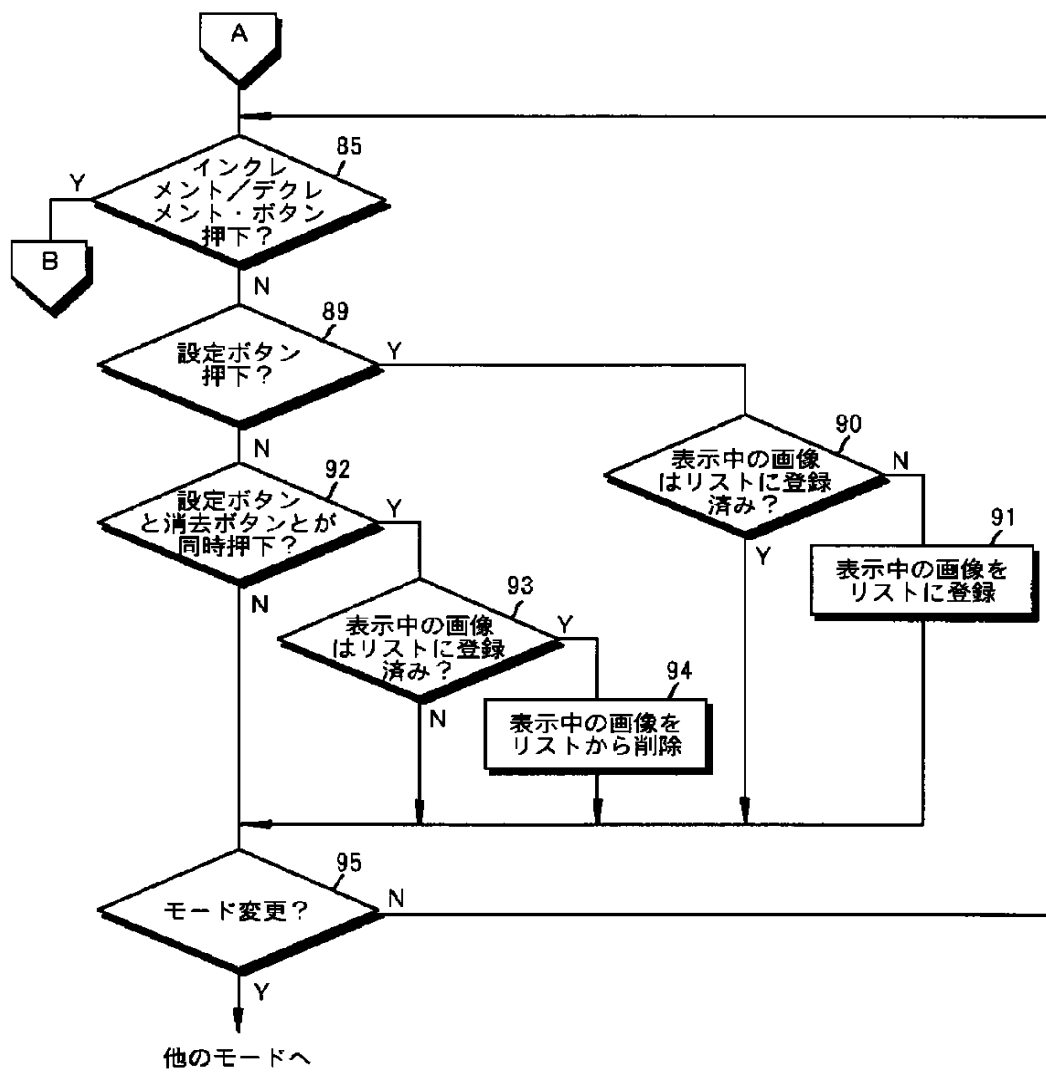 A
85
インクレ
メント／デクレ
メント・ボタン
押下？
Y
B
N
89
設定ボタン
押下？
Y
N
90
表示中の画像
はリストに登録
済み？
N
Y
91
表示中の画像を
リストに登録
92
設定ボタン
と消去ボタンとが
同時押下？
Y
N
93
表示中の画像
はリストに登録
済み？
Y
N
94
表示中の画像を
リストから削除
95
モード変更？
N
Y
他のモードへ